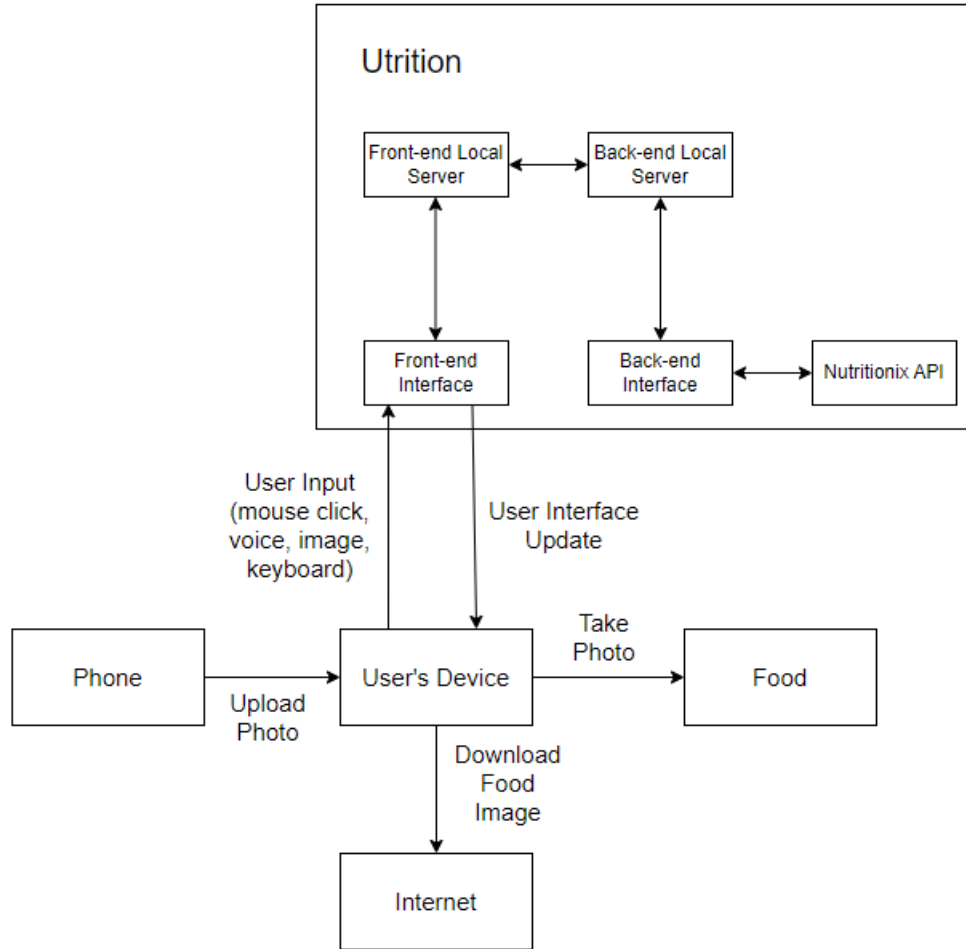 Utrition
Front-end Local
Server
Back-end Local
Server
Front-end
Interface
Back-end
Interface
Nutritionix API
User Input
(mouse click,
voice, image,
keyboard)
User Interface
Update
Phone
Upload
Photo
User's Device
Take
Photo
Food
Download
Food
Image
Internet